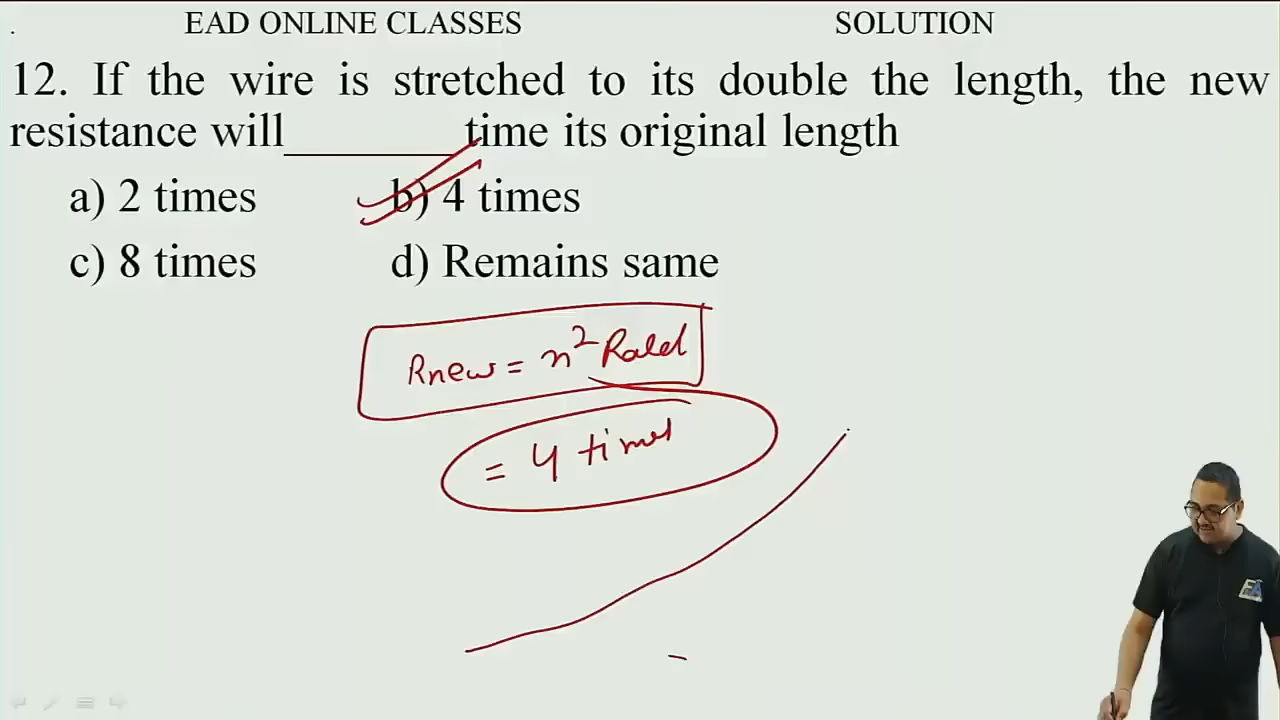 . EAD ONLINE CLASSES SOLUTION
12. If the wire is stretched to its double the length, the new
resistance will_________time its original length
a) 2 times b) 4 times
c) 8 times d) Remains same
Rnew = n² Rold
= 4 times